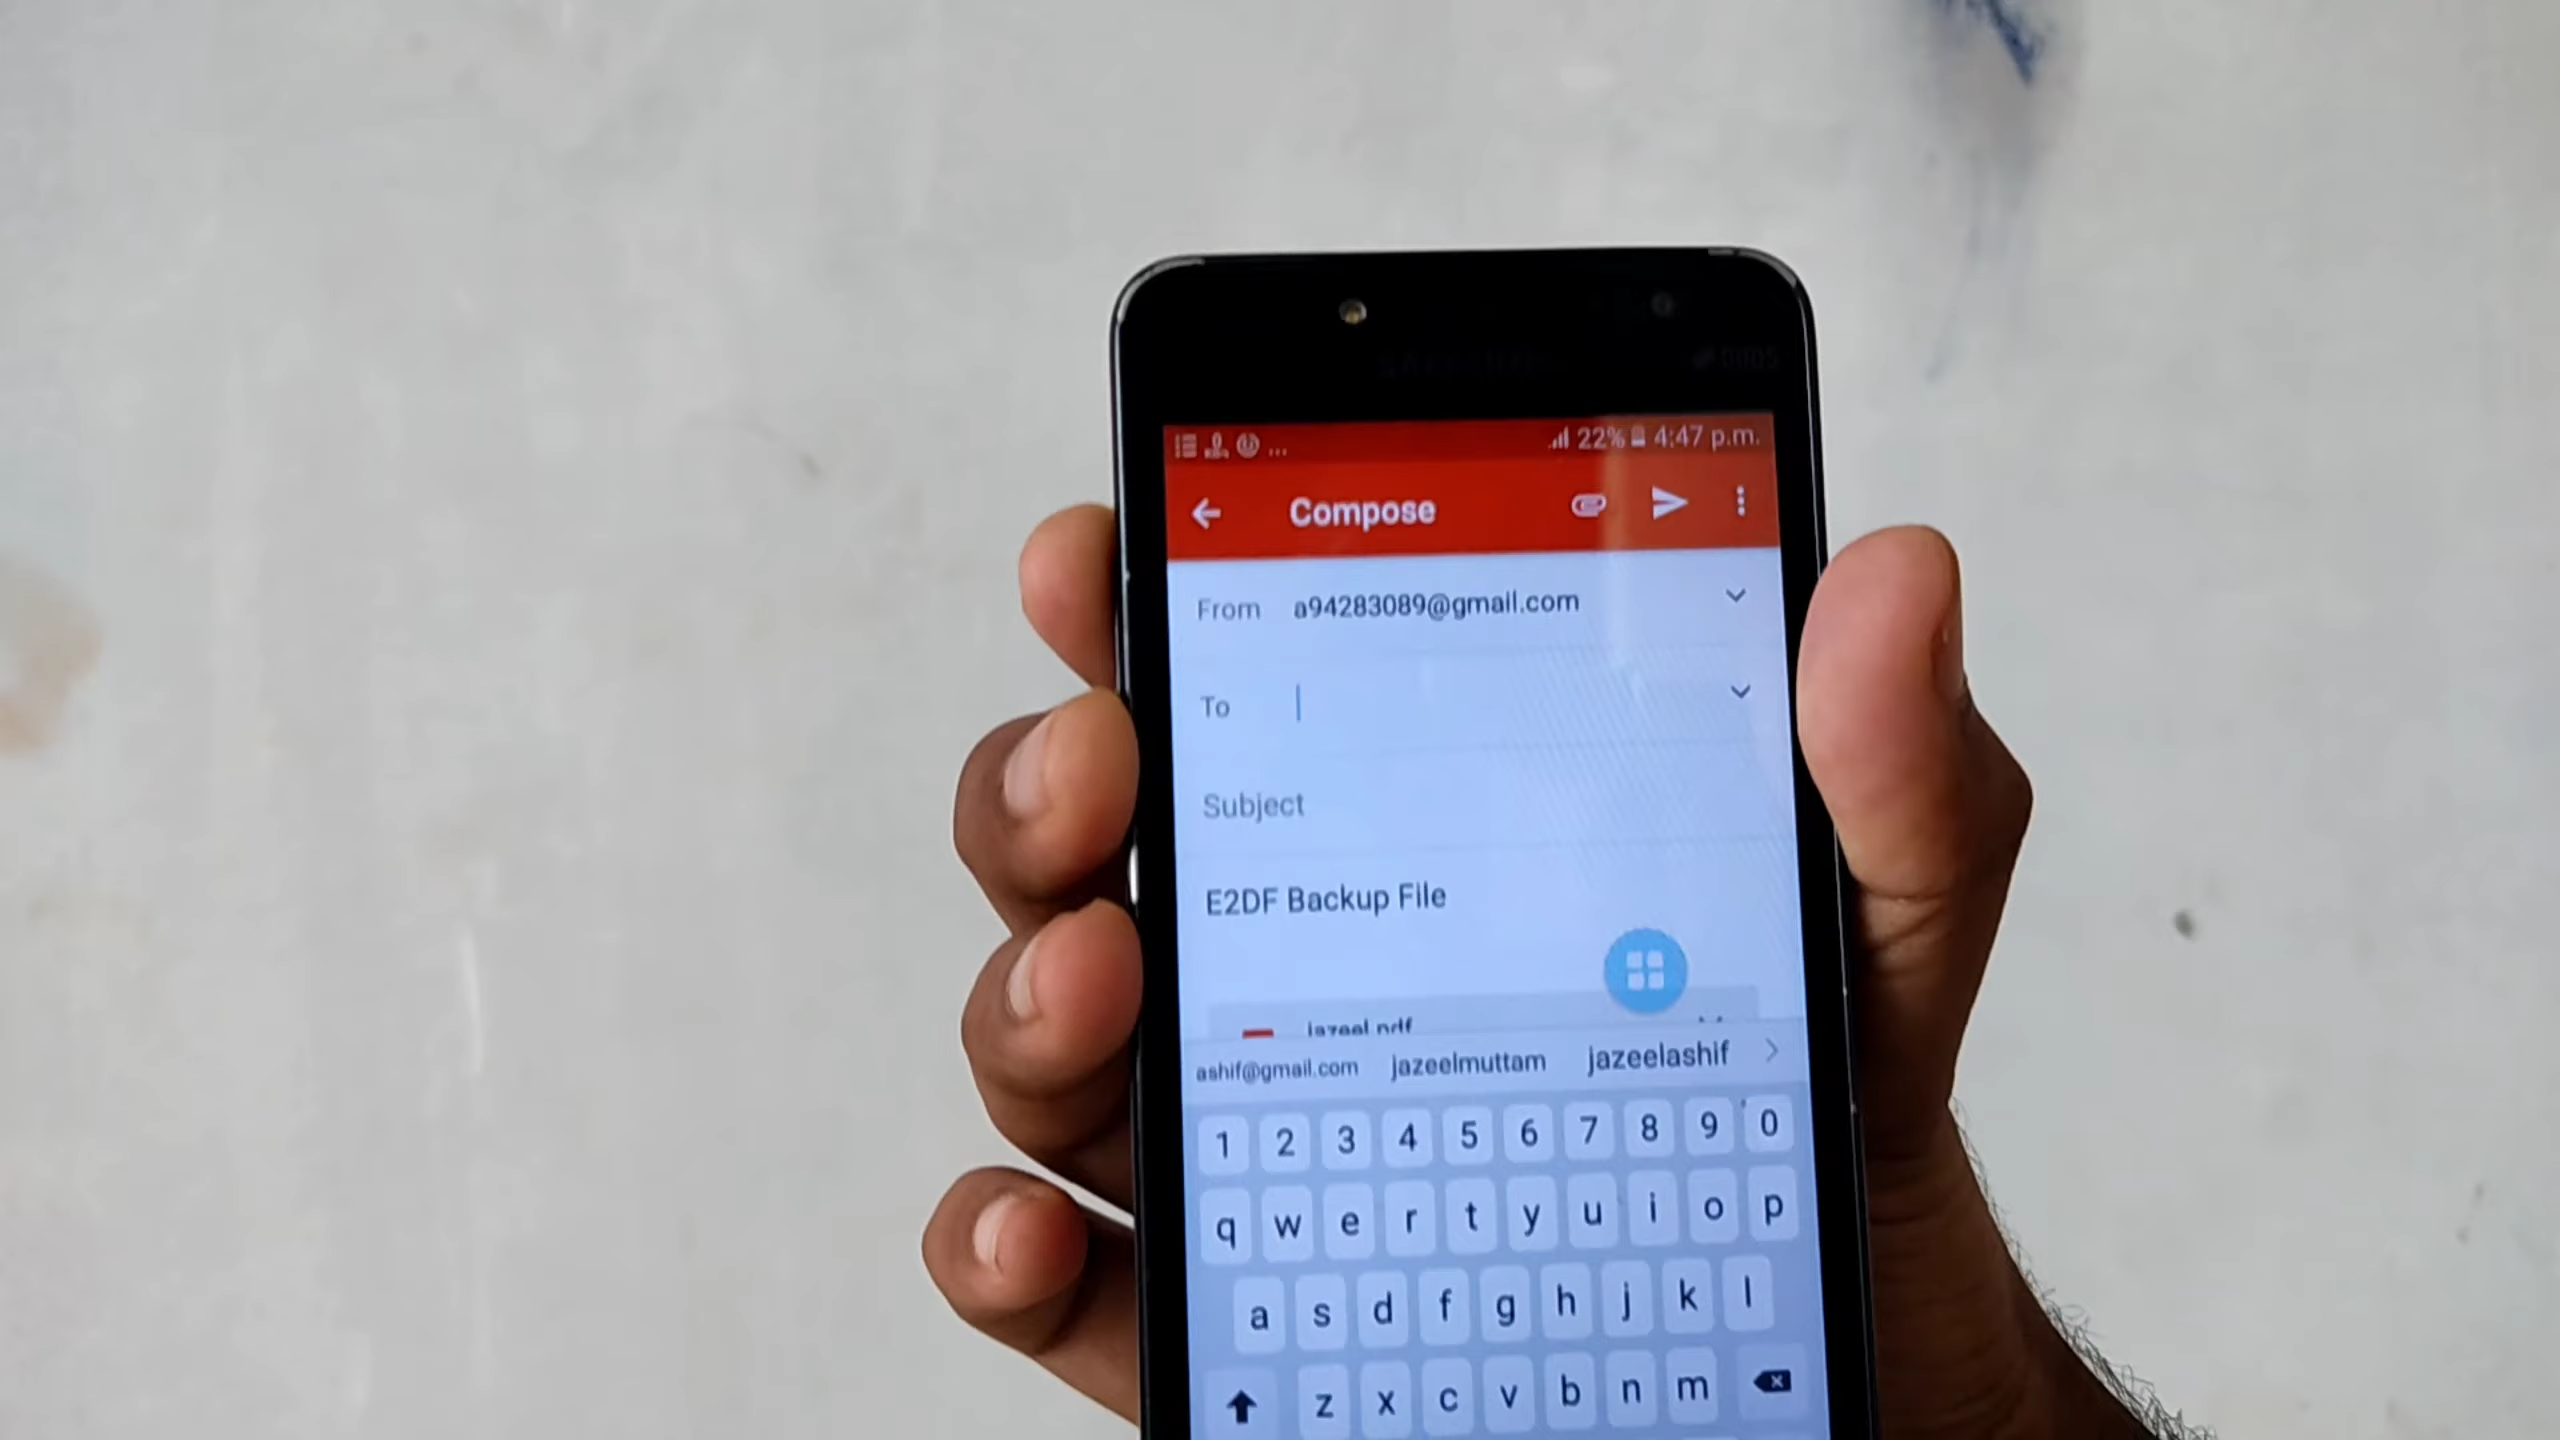 22% 4:47 p.m.
Compose
From a94283089@gmail.com
To
Subject
E2DF Backup File
jazeel.pdf
ashif@gmail.com jazeelmuttam jazeelashif
1 2 3 4 5 6 7 8 9 0
q w e r t y u i o p
a s d f g h j k l
z x c v b n m